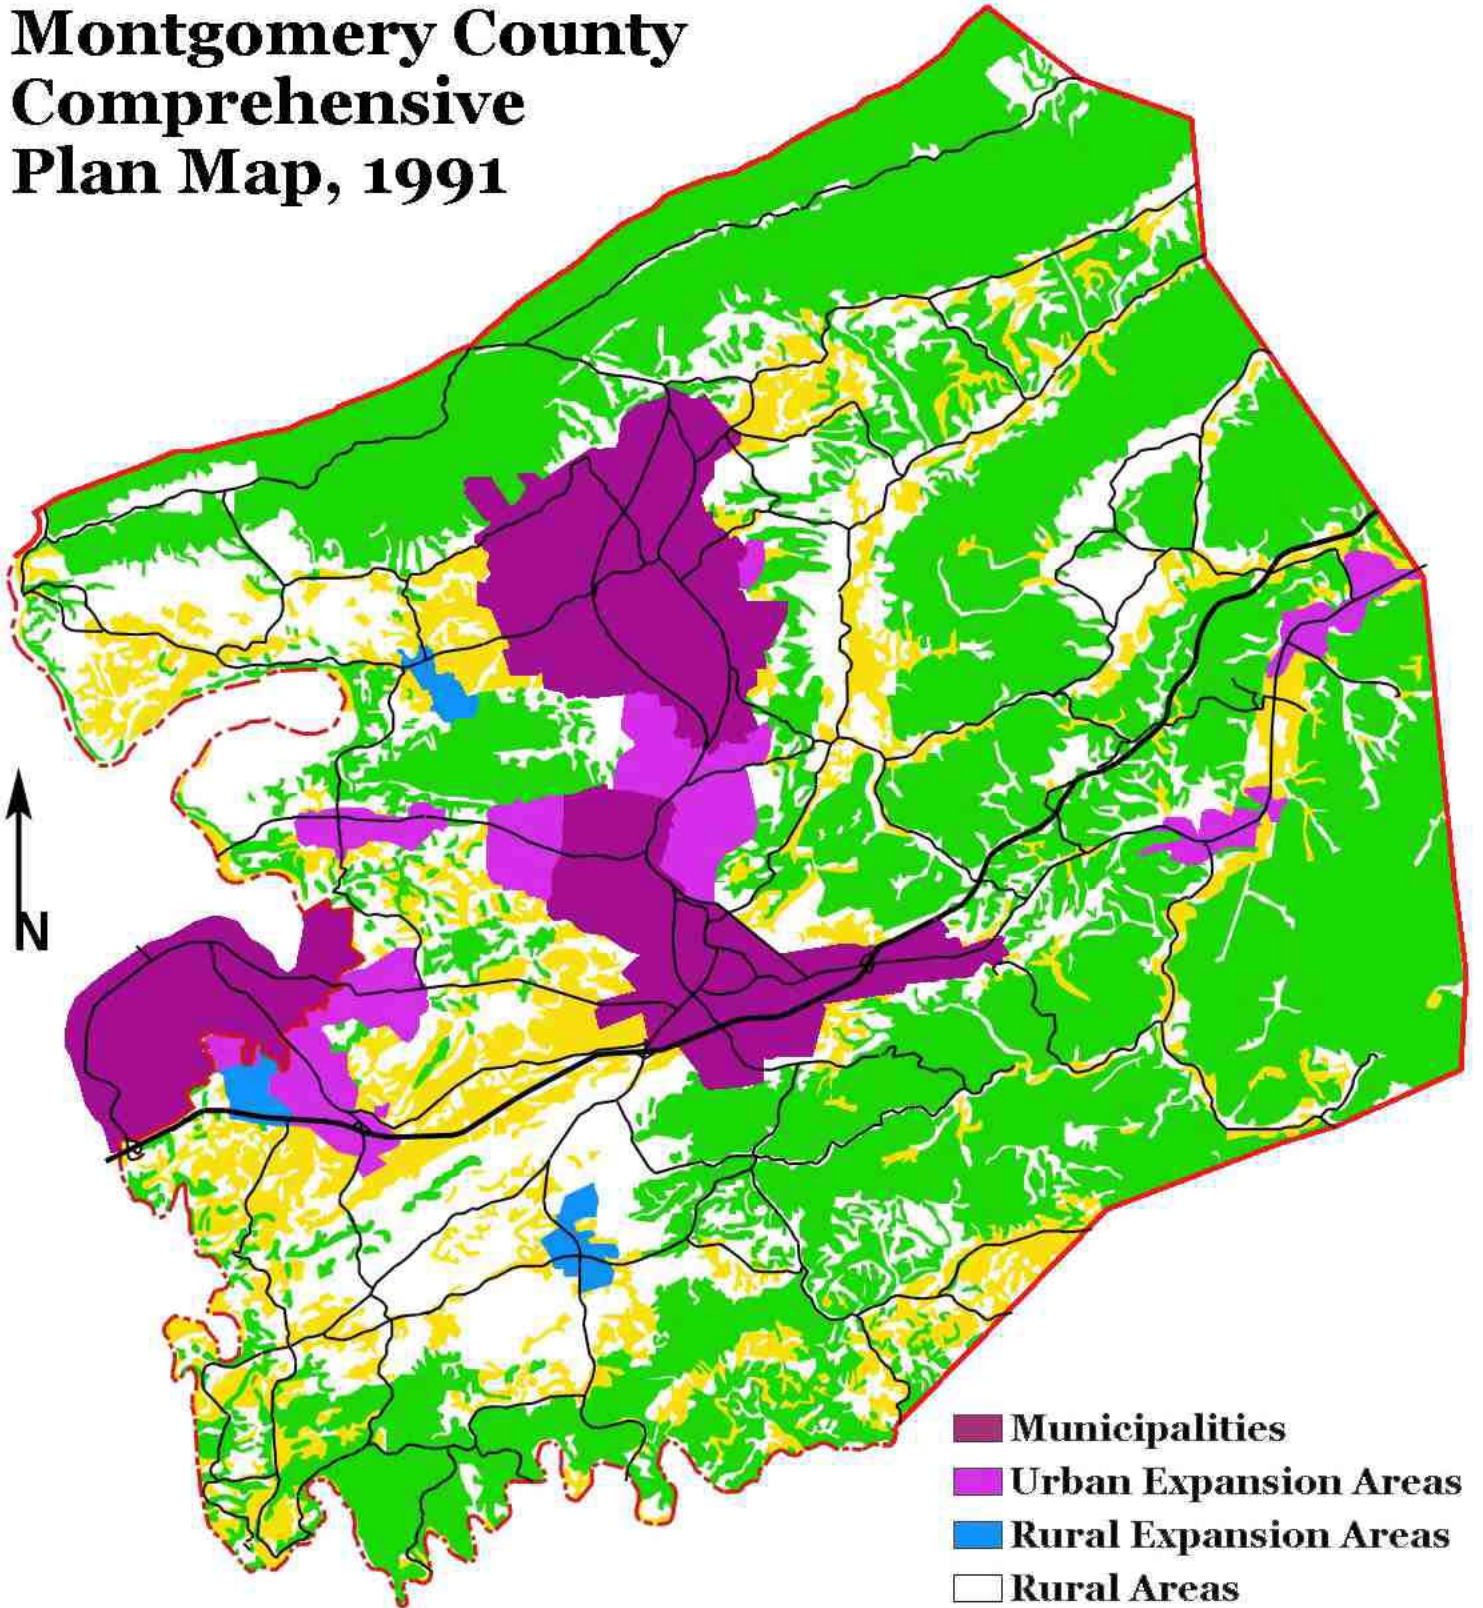 Montgomery County
Comprehensive
Plan Map, 1991
N
Municipalities
Urban Expansion Areas
Rural Expansion Areas
Rural Areas